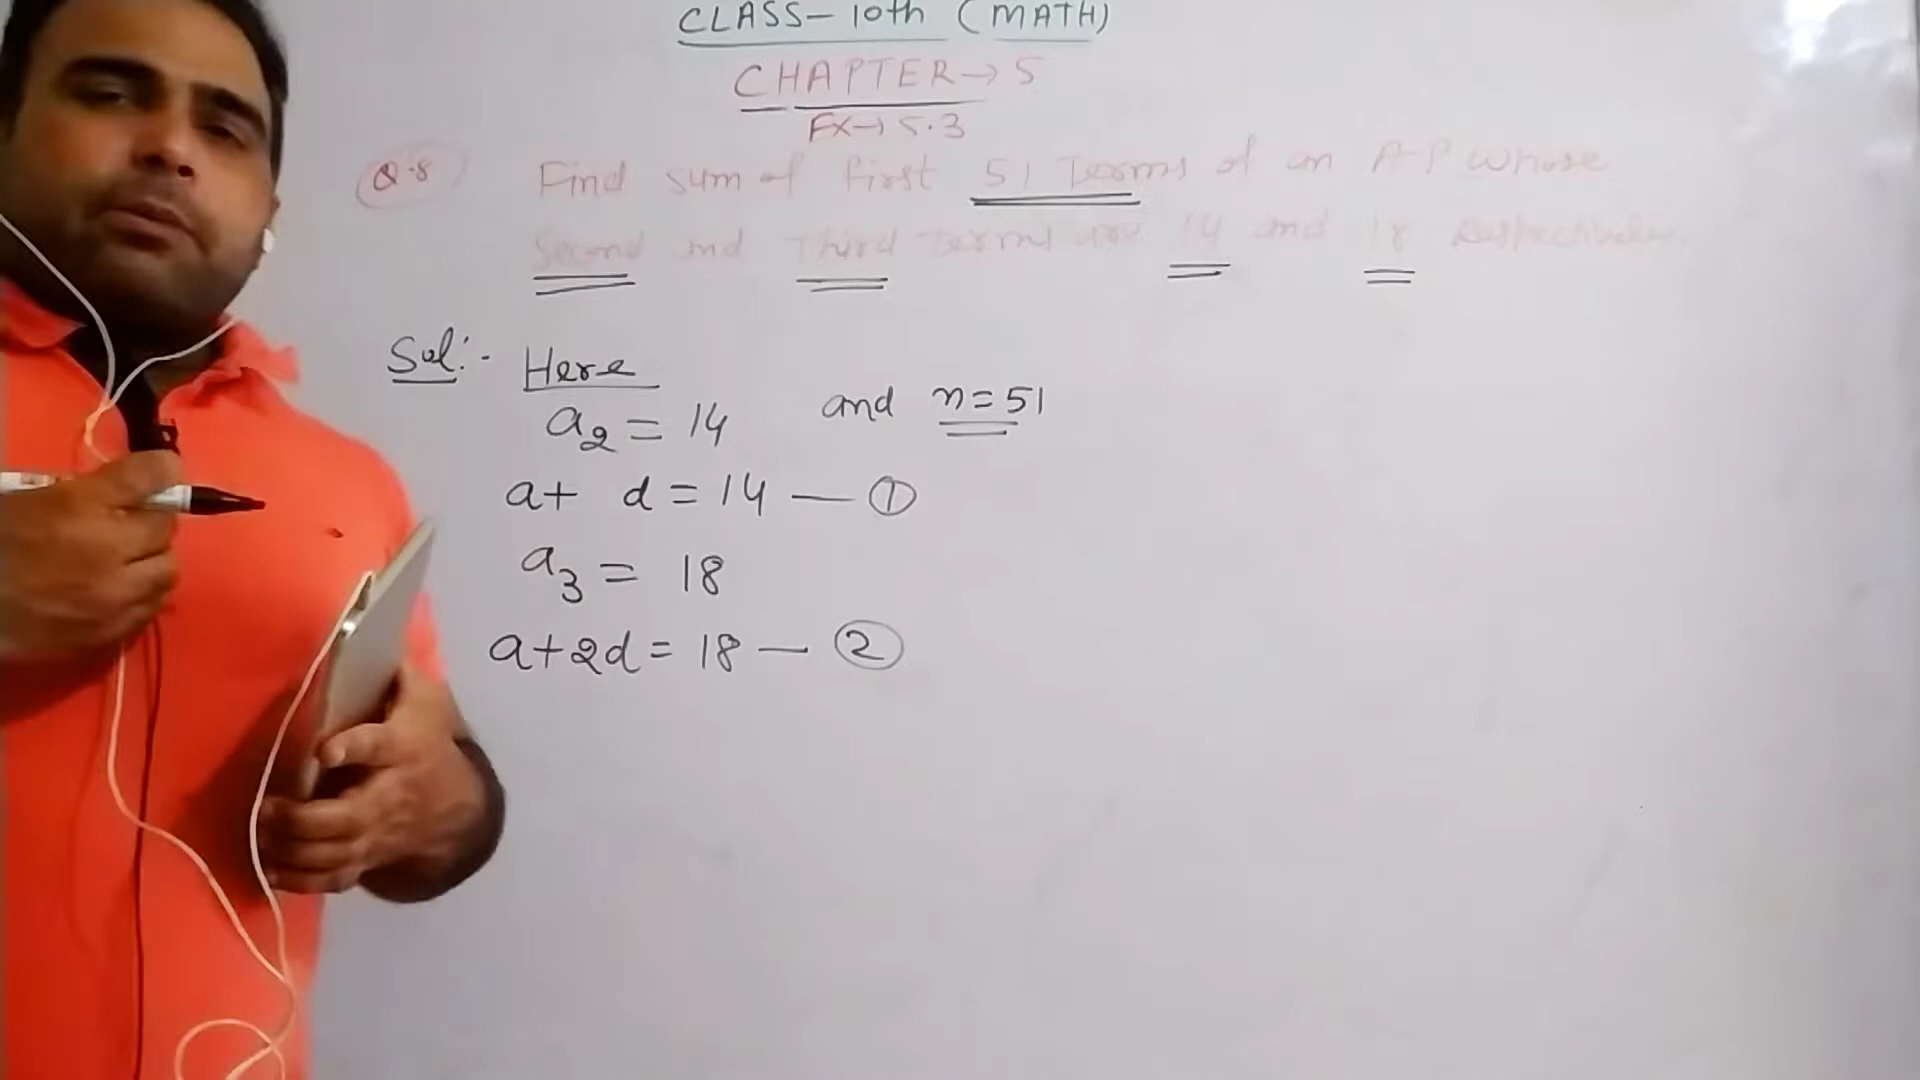 CLASS- 10th (MATH)
CHAPTER→ 5
EX→ 5.3
Q.8 Find sum of first 51 Terms of an A-P whose
Second and Third terms are 14 and 18 Respectively.
Sol:- Here
a₂ = 14 and n=51
a+ d = 14 — ①
a₃ = 18
a+2d = 18 — ②